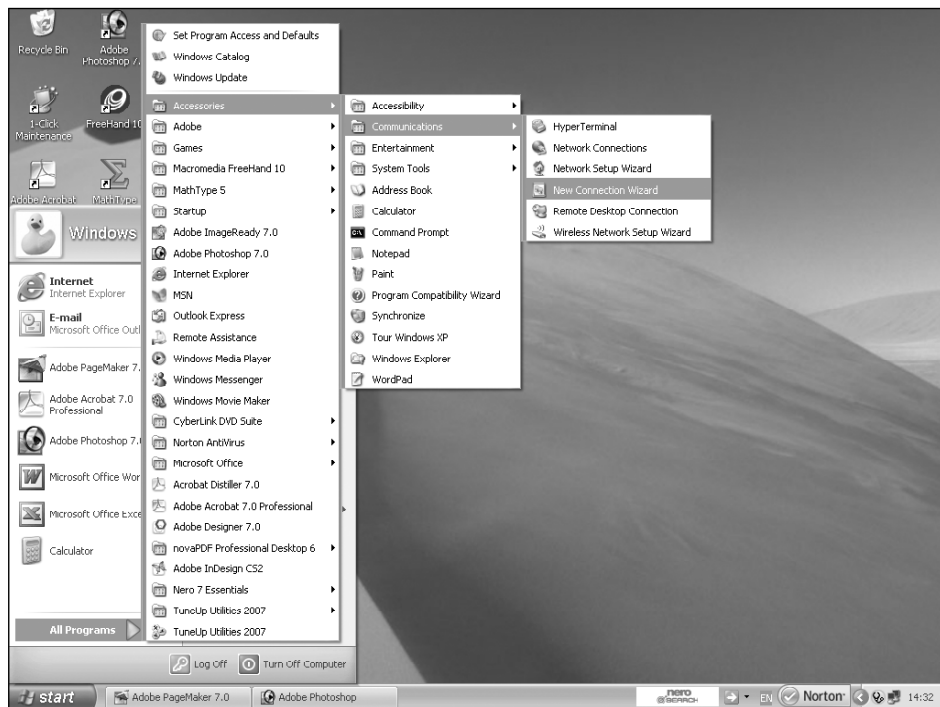 Recycle Bin
Adobe
Photoshop 7.
1-Click
Maintenance
FreeHand 10
Adobe Acrobat
MathType
Windows
Internet
Internet Explorer
E-mail
Microsoft Office Outl
Adobe PageMaker 7.
Adobe Acrobat 7.0
Professional
Adobe Photoshop 7.
Microsoft Office Wor
Microsoft Office Exce
Calculator
All Programs
Log Off
Turn Off Computer
Set Program Access and Defaults
Windows Catalog
Windows Update
Accessories
Adobe
Games
Macromedia FreeHand 10
MathType 5
Startup
Adobe ImageReady 7.0
Adobe Photoshop 7.0
Internet Explorer
MSN
Outlook Express
Remote Assistance
Windows Media Player
Windows Messenger
Windows Movie Maker
CyberLink DVD Suite
Norton AntiVirus
Microsoft Office
Acrobat Distiller 7.0
Adobe Acrobat 7.0 Professional
Adobe Designer 7.0
novaPDF Professional Desktop 6
Adobe InDesign CS2
Nero 7 Essentials
TuneUp Utilities 2007
TuneUp Utilities 2007
Accessibility
Communications
Entertainment
System Tools
Address Book
Calculator
Command Prompt
Notepad
Paint
Program Compatibility Wizard
Synchronize
Tour Windows XP
Windows Explorer
WordPad
HyperTerminal
Network Connections
Network Setup Wizard
New Connection Wizard
Remote Desktop Connection
Wireless Network Setup Wizard
start
Adobe PageMaker 7.0
Adobe Photoshop
nero
SEARCH
EN
Norton
14:32